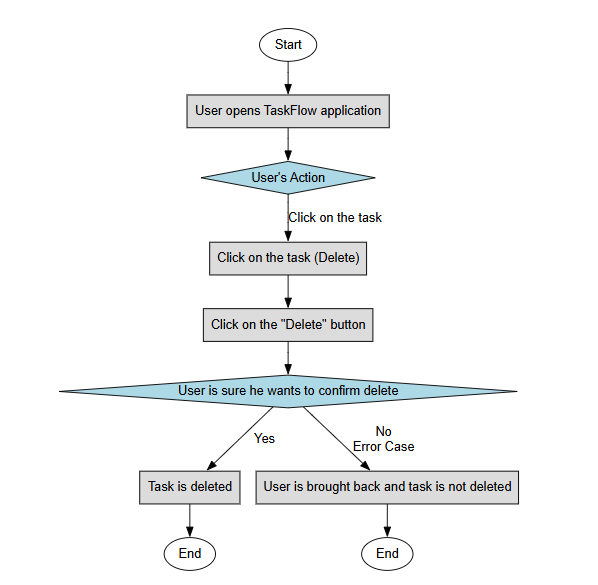 Start
User opens TaskFlow application
User's Action
Click on the task
Click on the task (Delete)
Click on the "Delete" button
User is sure he wants to confirm delete
Yes
No
Error Case
Task is deleted
User is brought back and task is not deleted
End
End